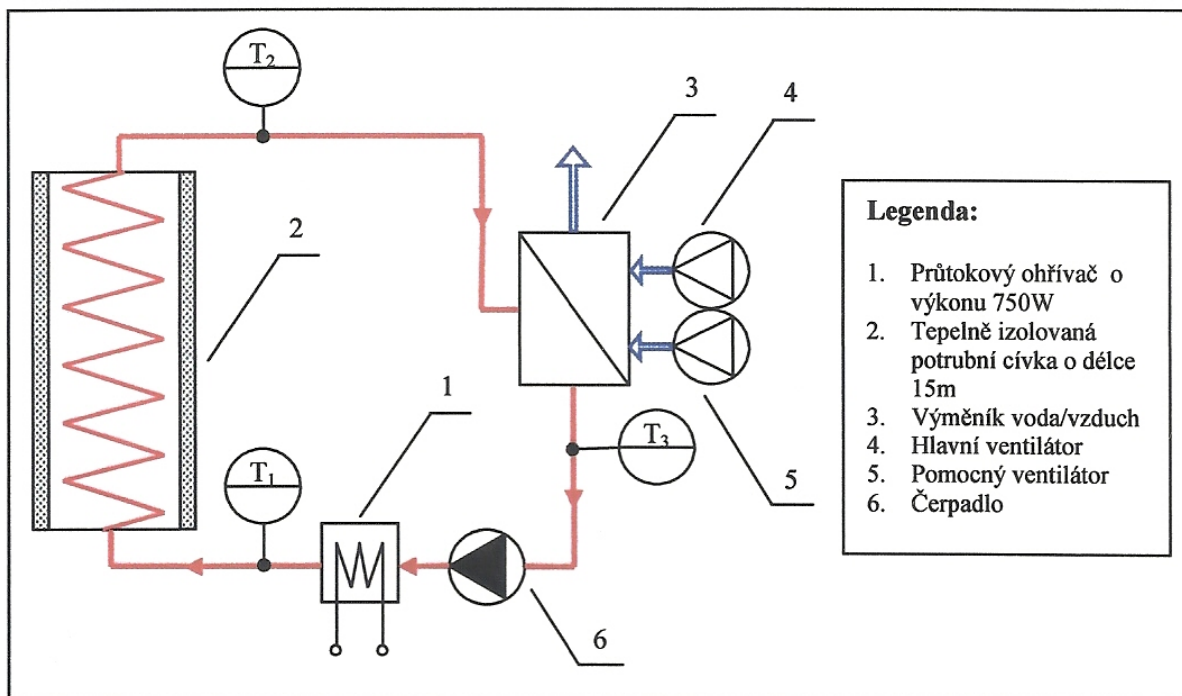 T2
3
4
2
Legenda:
1. Průtokový ohřívač o
výkonu 750W
2. Tepelně izolovaná
potrubní cívka o délce
15m
3. Výměník voda/vzduch
4. Hlavní ventilátor
5. Pomocný ventilátor
6. Čerpadlo
1
T1
T3
5
6